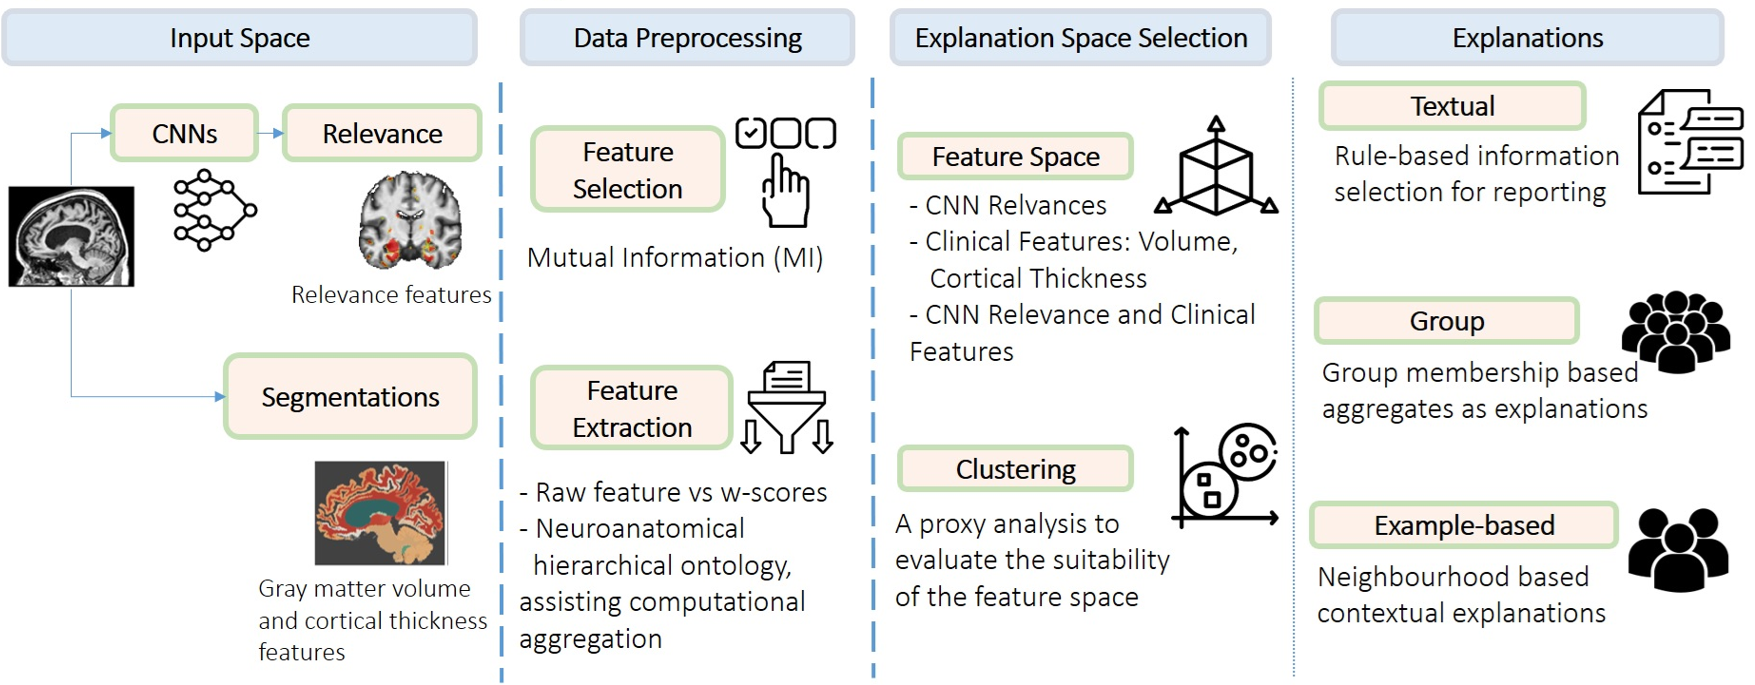 Input Space
CNNs
Relevance
Relevance features
Segmentations
Gray matter volume
and cortical thickness
features
Data Preprocessing
Feature
Selection
Mutual Information (MI)
Feature
Extraction
- Raw feature vs w-scores
- Neuroanatomical
hierarchical ontology,
assisting computational
aggregation
Explanation Space Selection
Feature Space
- CNN Relvances
- Clinical Features: Volume,
Cortical Thickness
- CNN Relevance and Clinical
Features
Clustering
A proxy analysis to
evaluate the suitability
of the feature space
Explanations
Textual
Rule-based information
selection for reporting
Group
Group membership based
aggregates as explanations
Example-based
Neighbourhood based
contextual explanations